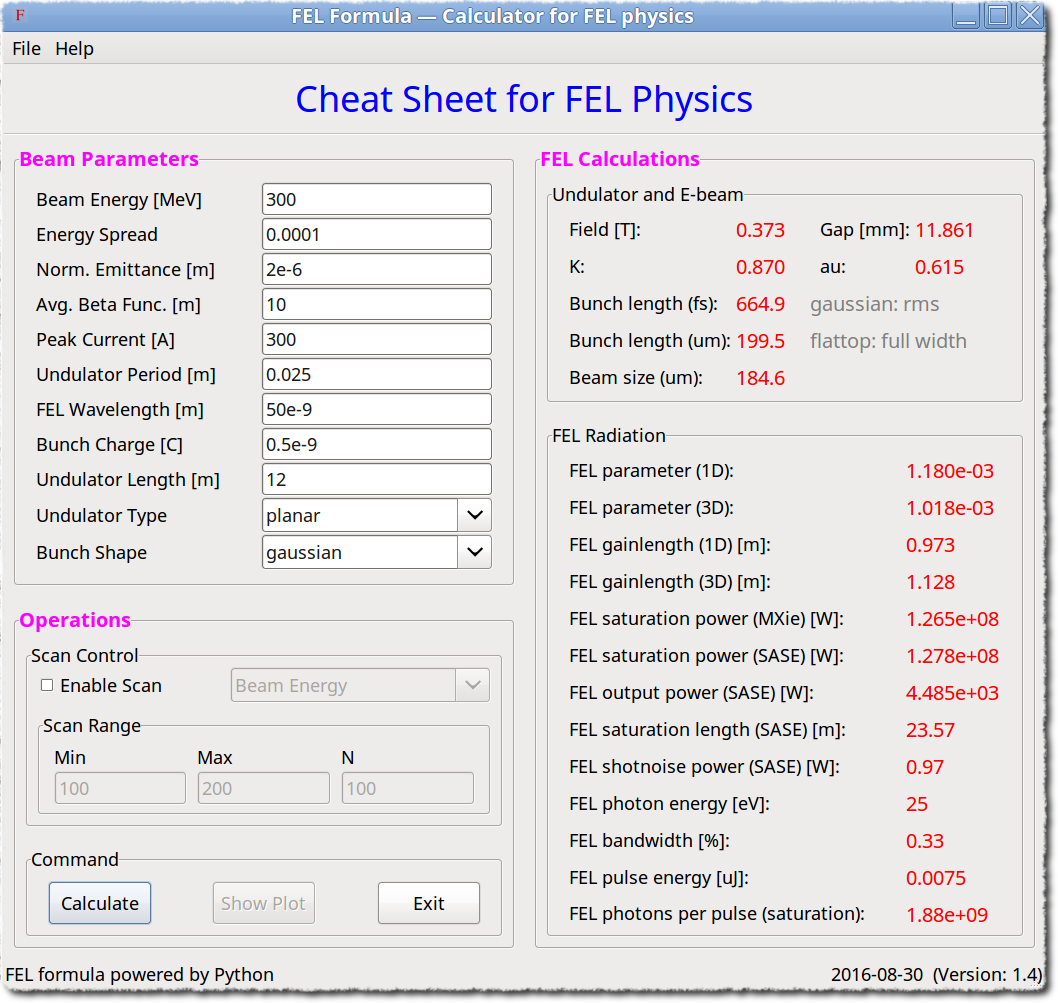 F FEL Formula — Calculator for FEL physics
File Help
Cheat Sheet for FEL Physics
Beam Parameters
Beam Energy [MeV] 300
Energy Spread 0.0001
Norm. Emittance [m] 2e-6
Avg. Beta Func. [m] 10
Peak Current [A] 300
Undulator Period [m] 0.025
FEL Wavelength [m] 50e-9
Bunch Charge [C] 0.5e-9
Undulator Length [m] 12
Undulator Type planar
Bunch Shape gaussian
Operations
Scan Control
Enable Scan Beam Energy
Scan Range
Min Max N
100 200 100
Command
Calculate Show Plot Exit
FEL Calculations
Undulator and E-beam
Field [T]: 0.373 Gap [mm]: 11.861
K: 0.870 au: 0.615
Bunch length (fs): 664.9 gaussian: rms
Bunch length (um): 199.5 flattop: full width
Beam size (um): 184.6
FEL Radiation
FEL parameter (1D): 1.180e-03
FEL parameter (3D): 1.018e-03
FEL gainlength (1D) [m]: 0.973
FEL gainlength (3D) [m]: 1.128
FEL saturation power (MXie) [W]: 1.265e+08
FEL saturation power (SASE) [W]: 1.278e+08
FEL output power (SASE) [W]: 4.485e+03
FEL saturation length (SASE) [m]: 23.57
FEL shotnoise power (SASE) [W]: 0.97
FEL photon energy [eV]: 25
FEL bandwidth [%]: 0.33
FEL pulse energy [uJ]: 0.0075
FEL photons per pulse (saturation): 1.88e+09
FEL formula powered by Python 2016-08-30 (Version: 1.4)